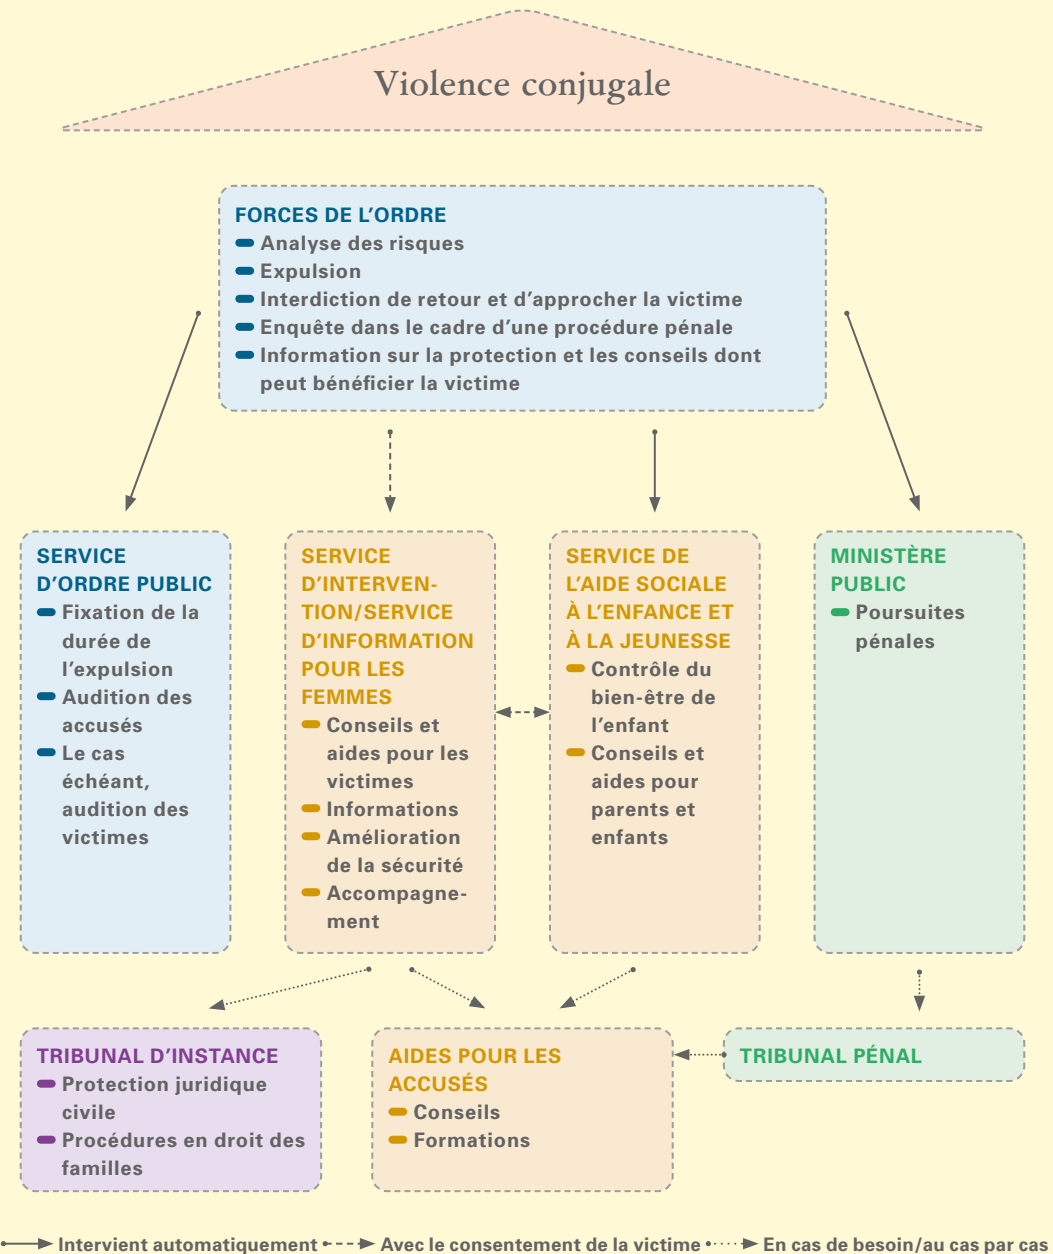 Violence conjugale
FORCES DE L'ORDRE
Analyse des risques
Expulsion
Interdiction de retour et d'approcher la victime
Enquête dans le cadre d'une procédure pénale
Information sur la protection et les conseils dont
peut bénéficier la victime
SERVICE
D'ORDRE PUBLIC
Fixation de la
durée de
l'expulsion
Audition des
accusés
Le cas
échéant,
audition des
victimes
SERVICE
D'INTERVEN-
TION/SERVICE
D'INFORMATION
POUR LES
FEMMES
Conseils et
aides pour les
victimes
Informations
Amélioration
de la sécurité
Accompagne-
ment
SERVICE DE
L'AIDE SOCIALE
À L'ENFANCE ET
À LA JEUNESSE
Contrôle du
bien-être de
l'enfant
Conseils et
aides pour
parents et
enfants
MINISTÈRE
PUBLIC
Poursuites
pénales
TRIBUNAL D'INSTANCE
Protection juridique
civile
Procédures en droit des
familles
AIDES POUR LES
ACCUSÉS
Conseils
Formations
TRIBUNAL PÉNAL
Intervient automatiquement Avec le consentement de la victime En cas de besoin/au cas par cas